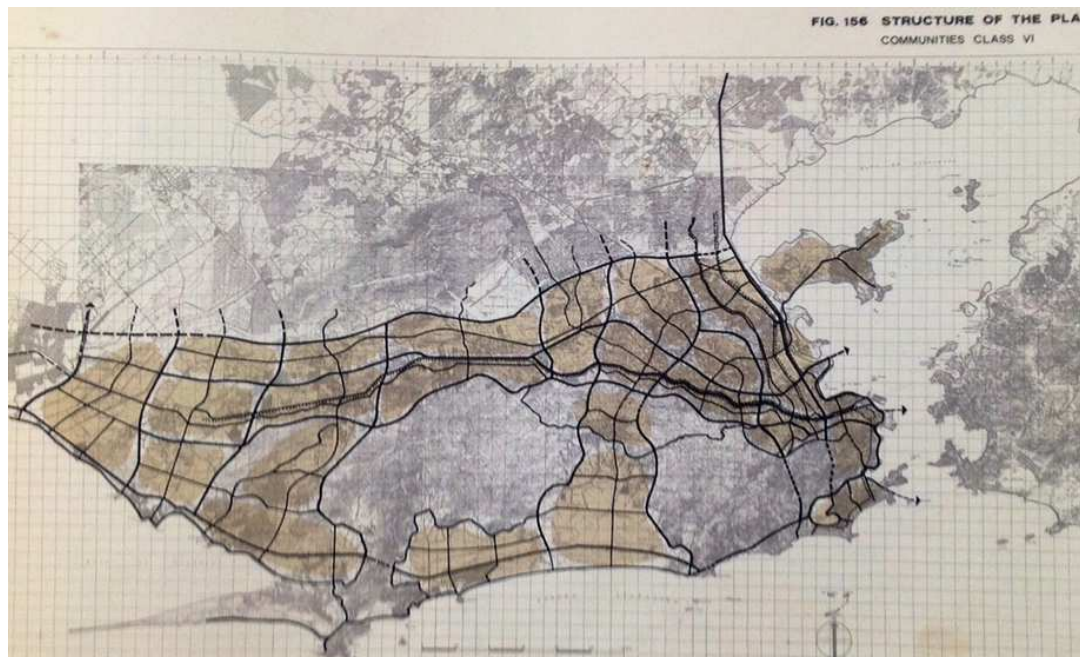 FIG. 156 STRUCTURE OF THE PLA
COMMUNITIES CLASS VI